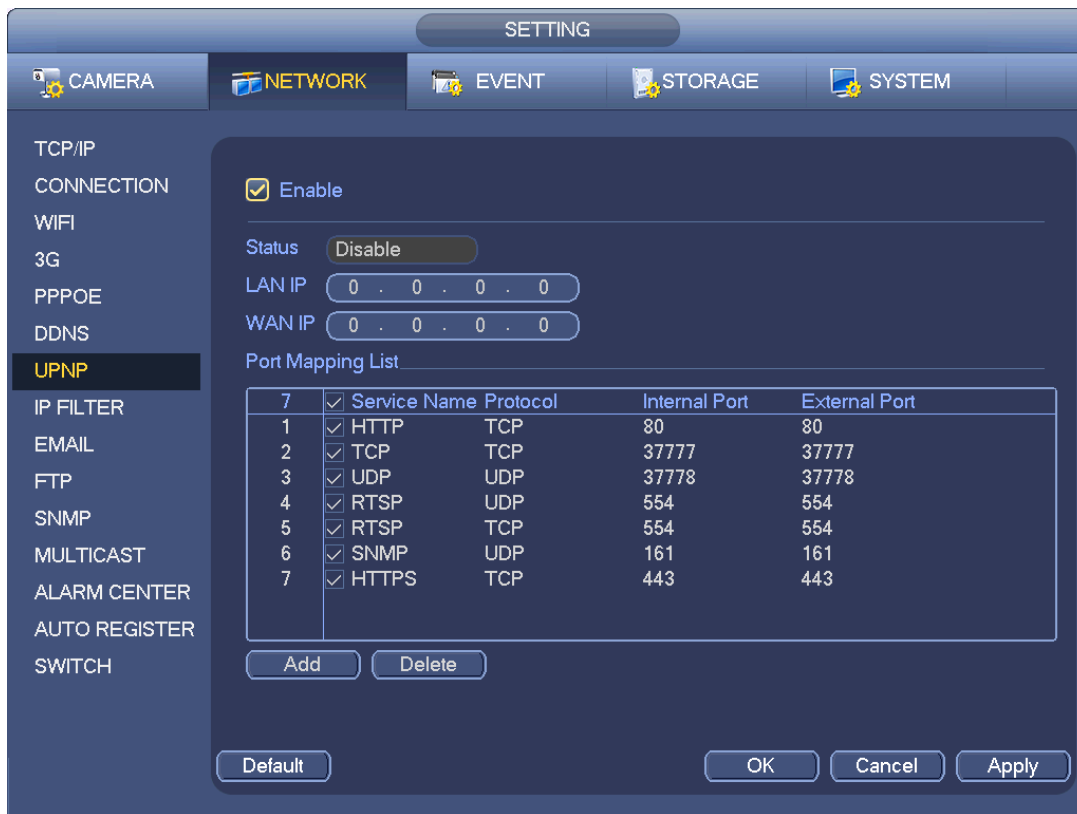 SETTING
CAMERA NETWORK EVENT STORAGE SYSTEM
TCP/IP
CONNECTION
WIFI
3G
PPPOE
DDNS
UPNP
IP FILTER
EMAIL
FTP
SNMP
MULTICAST
ALARM CENTER
AUTO REGISTER
SWITCH
Enable
Status Disable
LAN IP 0 . 0 . 0 . 0
WAN IP 0 . 0 . 0 . 0
Port Mapping List
7 Service Name Protocol Internal Port External Port
1 HTTP TCP 80 80
2 TCP TCP 37777 37777
3 UDP UDP 37778 37778
4 RTSP UDP 554 554
5 RTSP TCP 554 554
6 SNMP UDP 161 161
7 HTTPS TCP 443 443
Add Delete
Default OK Cancel Apply